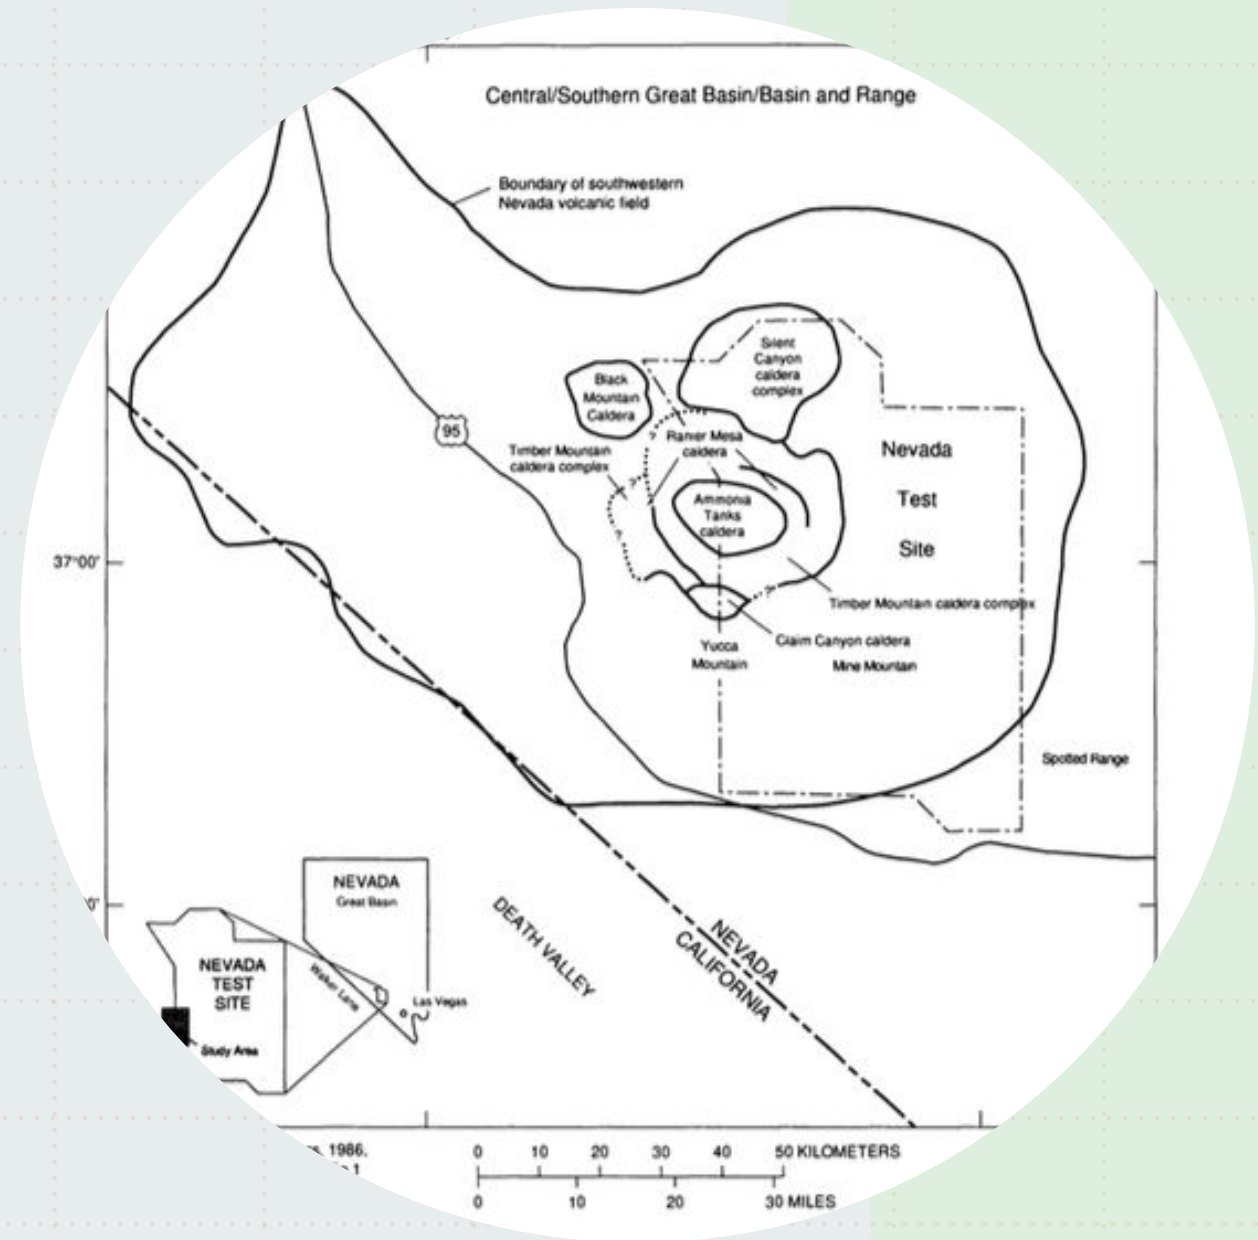 Central/Southern Great Basin/Basin and Range
Boundary of southwestern
Nevada volcanic field
Silent
Canyon
caldera
complex
Black
Mountain
Caldera
95
Timber Mountain
caldera complex
Ranier Mesa
caldera
Nevada
Test
Site
?
Ammonia
Tanks
caldera
?
37°00'
?
Timber Mountain caldera complex
Claim Canyon caldera
Yucca
Mountain
Mine Mountain
Spotted Range
NEVADA
Great Basin
0'
DEATH VALLEY
NEVADA
CALIFORNIA
NEVADA
TEST
SITE
Walker Lane
Las Vegas
Study Area
1986,
1
0 10 20 30 40 50 KILOMETERS
0 10 20 30 MILES